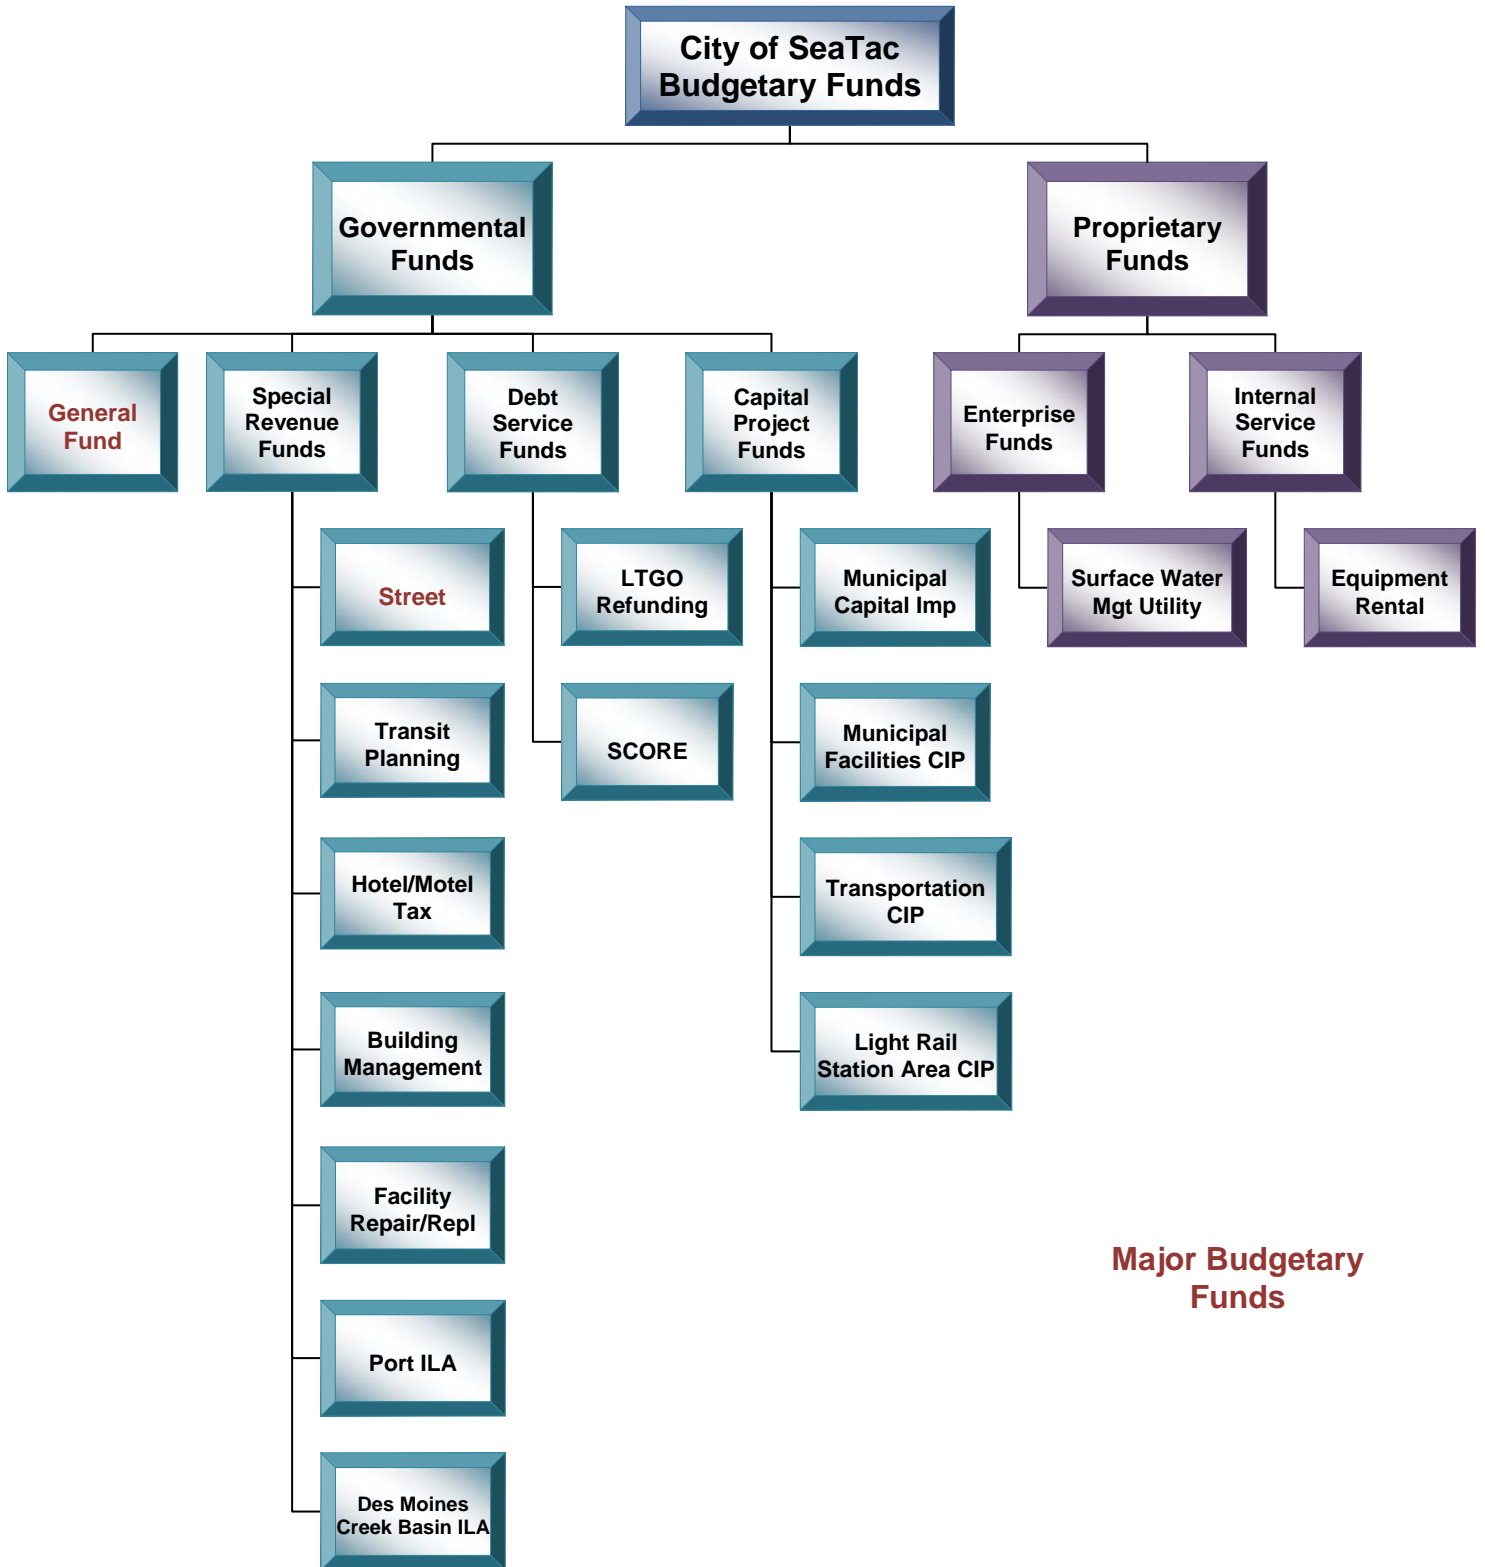 City of SeaTac
Budgetary Funds
Governmental
Funds
Proprietary
Funds
General
Fund
Special
Revenue
Funds
Debt
Service
Funds
Capital
Project
Funds
Enterprise
Funds
Internal
Service
Funds
Street
LTGO
Refunding
Municipal
Capital Imp
Surface Water
Mgt Utility
Equipment
Rental
Transit
Planning
SCORE
Municipal
Facilities CIP
Hotel/Motel
Tax
Transportation
CIP
Building
Management
Light Rail
Station Area CIP
Facility
Repair/Repl
Major Budgetary
Funds
Port ILA
Des Moines
Creek Basin ILA